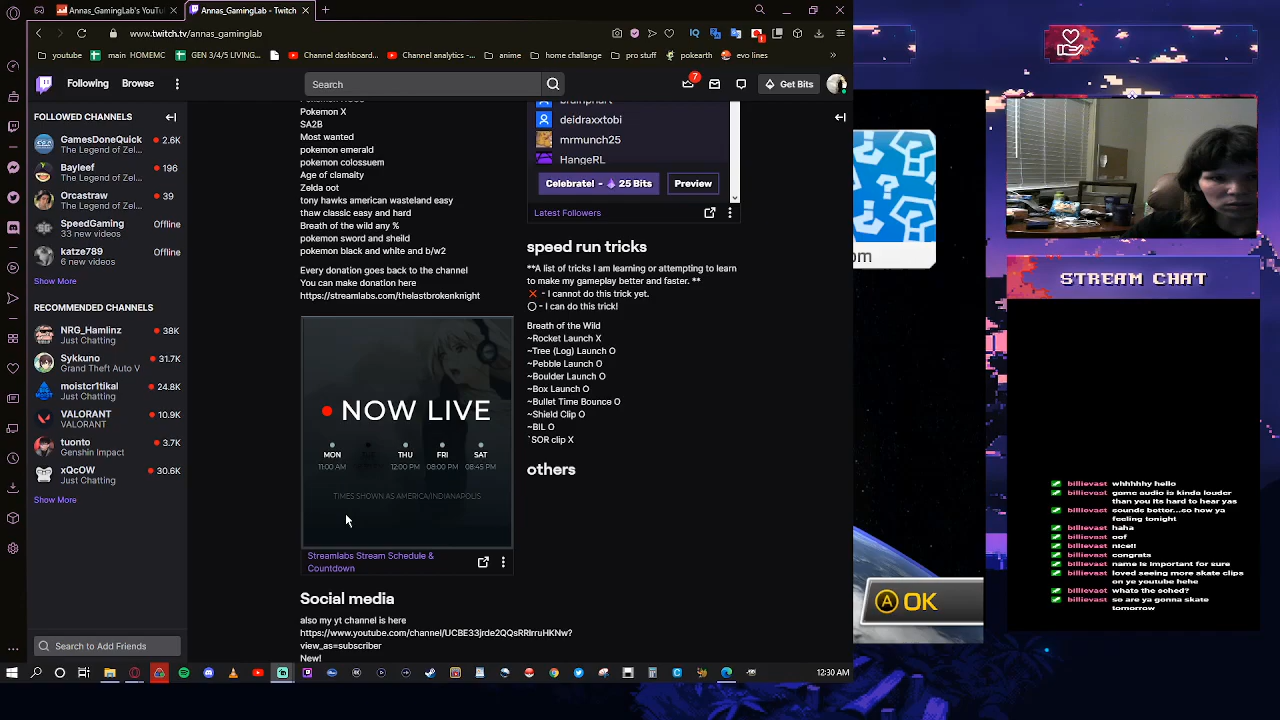 Annas_GamingLab's YouTu
Annas_GamingLab - Twitch
www.twitch.tv/annas_gaminglab
youtube
main HOMEMC
GEN 3/4/5 LIVING
Channel dashboard
Channel analytics -
anime
home challange
pro stuff
pokearth
evo lines
Following
Browse
Search
7
Get Bits
FOLLOWED CHANNELS
GamesDoneQuick
2.6K
The Legend of Zel...
Bayleef
196
The Legend of Zel...
Orcastraw
39
The Legend of Zel...
SpeedGaming
Offline
33 new videos
katze789
Offline
6 new videos
Show More
RECOMMENDED CHANNELS
NRG_Hamlinz
38K
Just Chatting
Sykkuno
31.7K
Grand Theft Auto V
moistcr1tikal
24.8K
Just Chatting
VALORANT
10.9K
VALORANT
tuonto
3.7K
Genshin Impact
xQcOW
30.6K
Just Chatting
Show More
Search to Add Friends
Pokemon X
SA2B
Most wanted
pokemon emerald
pokemon colossuem
Age of clamaity
Zelda oot
tony hawks american wasteland easy
thaw classic easy and hard
Breath of the wild any %
pokemon sword and sheild
pokemon black and white and b/w2
Every donation goes back to the channel
You can make donation here
https://streamlabs.com/thelastbrokenknight
NOW LIVE
MON
THU
FRI
SAT
11:00 AM
12:00 PM
08:00 PM
08:45 PM
TIMES SHOWN AS AMERICA/INDIANAPOLIS
Streamlabs Stream Schedule &
Countdown
Social media
also my yt channel is here
https://www.youtube.com/channel/UCBE33jrde2QQsRRIrruHKNw?
view_as=subscriber
New!
deidraxxtobi
mrmunch25
HangeRL
Celebrate! - 25 Bits
Preview
Latest Followers
speed run tricks
**A list of tricks I am learning or attempting to learn
to make my gameplay better and faster. **
❌ - I cannot do this trick yet.
⭕ - I can do this trick!
Breath of the Wild
~Rocket Launch X
~Tree (Log) Launch O
~Pebble Launch O
~Boulder Launch O
~Box Launch O
~Bullet Time Bounce O
~Shield Clip O
~BIL O
`SOR clip X
others
12:30 AM
om
A OK
STREAM CHAT
billievast whhhhhy hello
billievast game audio is kinda louder
than you its hard to hear yas
billievast sounds better...so how ya
feeling tonight
billievast haha
billievast oof
billievast nice!!
billievast congrats
billievast name is important for sure
billievast loved seeing more skate clips
on ye youtube hehe
billievast whats the sched?
billievast so are ya gonna skate
tomorrow